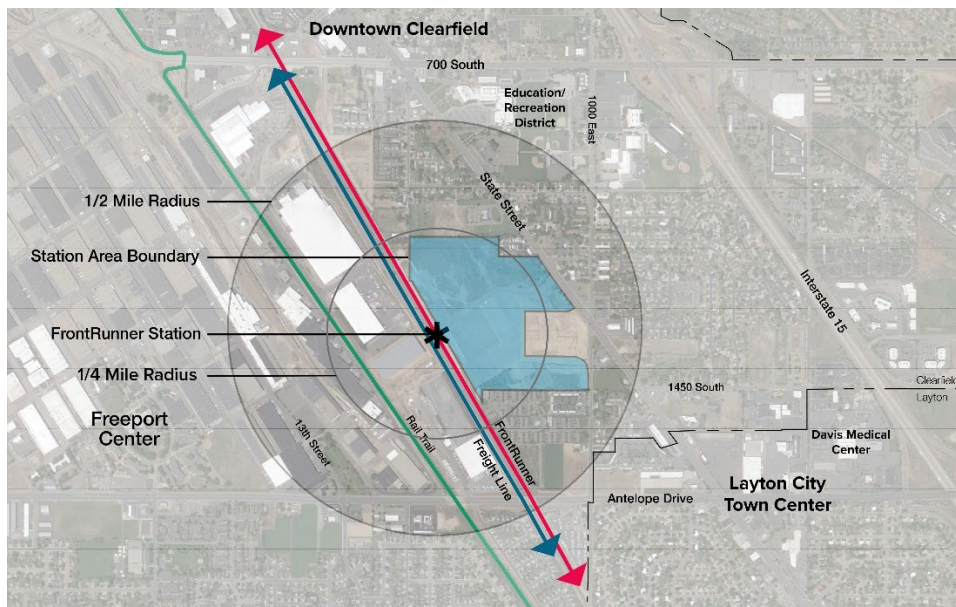 Downtown Clearfield
700 South
Education/
Recreation
District
1000 East
1/2 Mile Radius
State Street
Station Area Boundary
Interstate 15
FrontRunner Station
1/4 Mile Radius
1450 South
Clearfield
Layton
Freeport
Center
13th Street
Rail Trail
FrontRunner
Freight Line
Davis Medical
Center
Layton City
Town Center
Antelope Drive